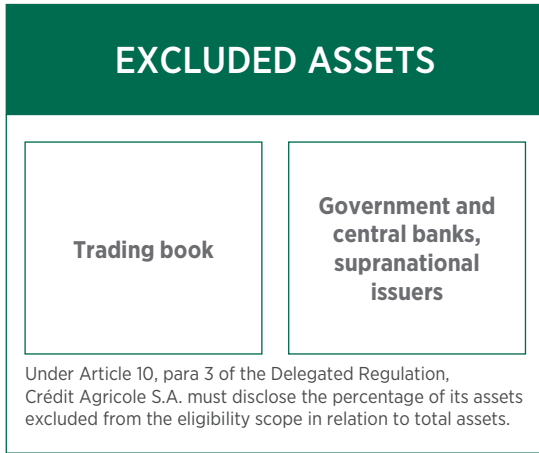 EXCLUDED ASSETS
Trading book
Government and
central banks,
supranational
issuers
Under Article 10, para 3 of the Delegated Regulation,
Crédit Agricole S.A. must disclose the percentage of its assets
excluded from the eligibility scope in relation to total assets.